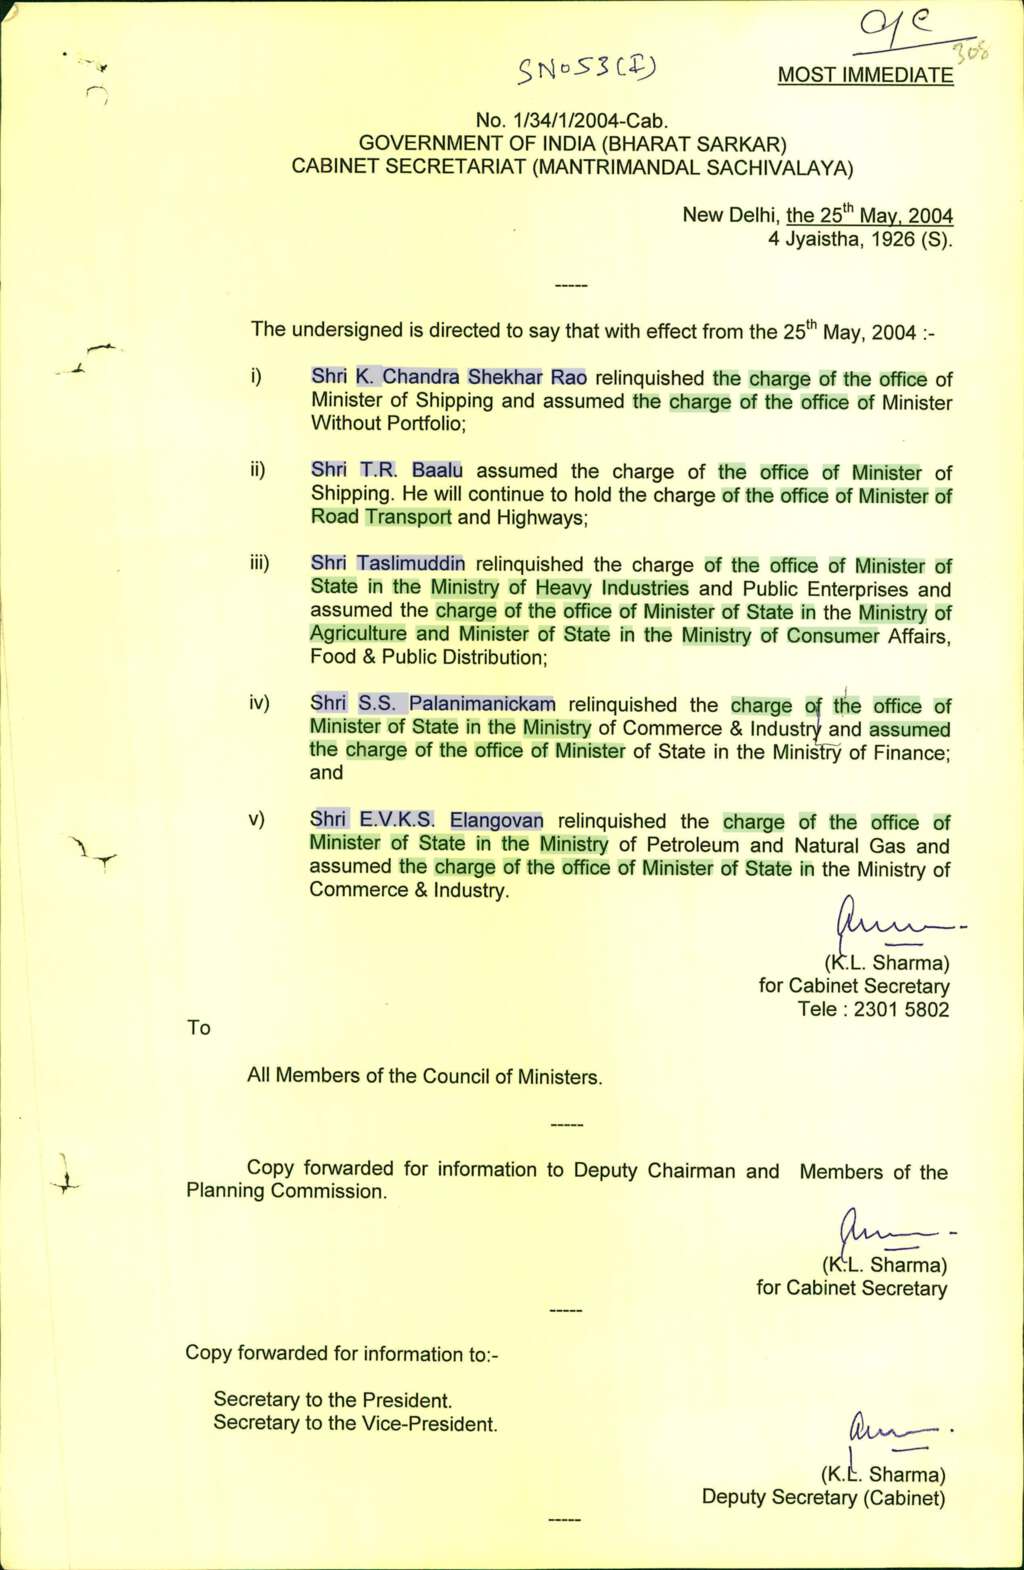 O/C
308
SNo53(I)
MOST IMMEDIATE
No. 1/34/1/2004-Cab.
GOVERNMENT OF INDIA (BHARAT SARKAR)
CABINET SECRETARIAT (MANTRIMANDAL SACHIVALAYA)
New Delhi, the 25th May, 2004
4 Jyaistha, 1926 (S).
-----
The undersigned is directed to say that with effect from the 25th May, 2004 :-
i) Shri K. Chandra Shekhar Rao relinquished the charge of the office of
Minister of Shipping and assumed the charge of the office of Minister
Without Portfolio;
ii) Shri T.R. Baalu assumed the charge of the office of Minister of
Shipping. He will continue to hold the charge of the office of Minister of
Road Transport and Highways;
iii) Shri Taslimuddin relinquished the charge of the office of Minister of
State in the Ministry of Heavy Industries and Public Enterprises and
assumed the charge of the office of Minister of State in the Ministry of
Agriculture and Minister of State in the Ministry of Consumer Affairs,
Food & Public Distribution;
iv) Shri S.S. Palanimanickam relinquished the charge of the office of
Minister of State in the Ministry of Commerce & Industry and assumed
the charge of the office of Minister of State in the Ministry of Finance;
and
v) Shri E.V.K.S. Elangovan relinquished the charge of the office of
Minister of State in the Ministry of Petroleum and Natural Gas and
assumed the charge of the office of Minister of State in the Ministry of
Commerce & Industry.
(K.L. Sharma)
for Cabinet Secretary
Tele : 2301 5802
To
All Members of the Council of Ministers.
-----
Copy forwarded for information to Deputy Chairman and Members of the
Planning Commission.
(K.L. Sharma)
for Cabinet Secretary
-----
Copy forwarded for information to:-
Secretary to the President.
Secretary to the Vice-President.
(K.L. Sharma)
Deputy Secretary (Cabinet)
-----